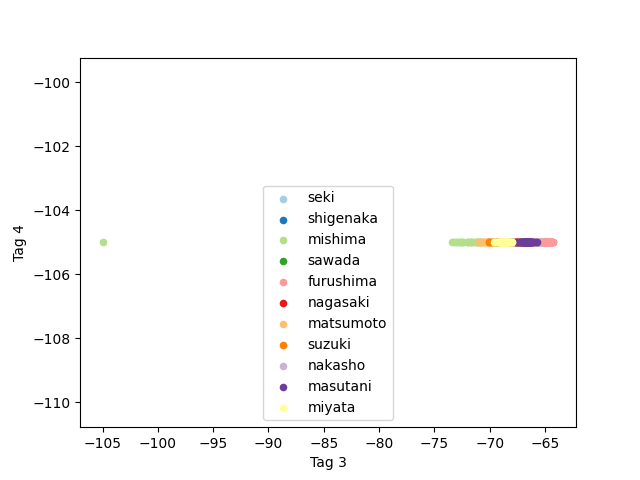 −100
−102
−104
−106
−108
−110
Tag 4
seki
shigenaka
mishima
sawada
furushima
nagasaki
matsumoto
suzuki
nakasho
masutani
miyata
−105 −100 −95 −90 −85 −80 −75 −70 −65
Tag 3